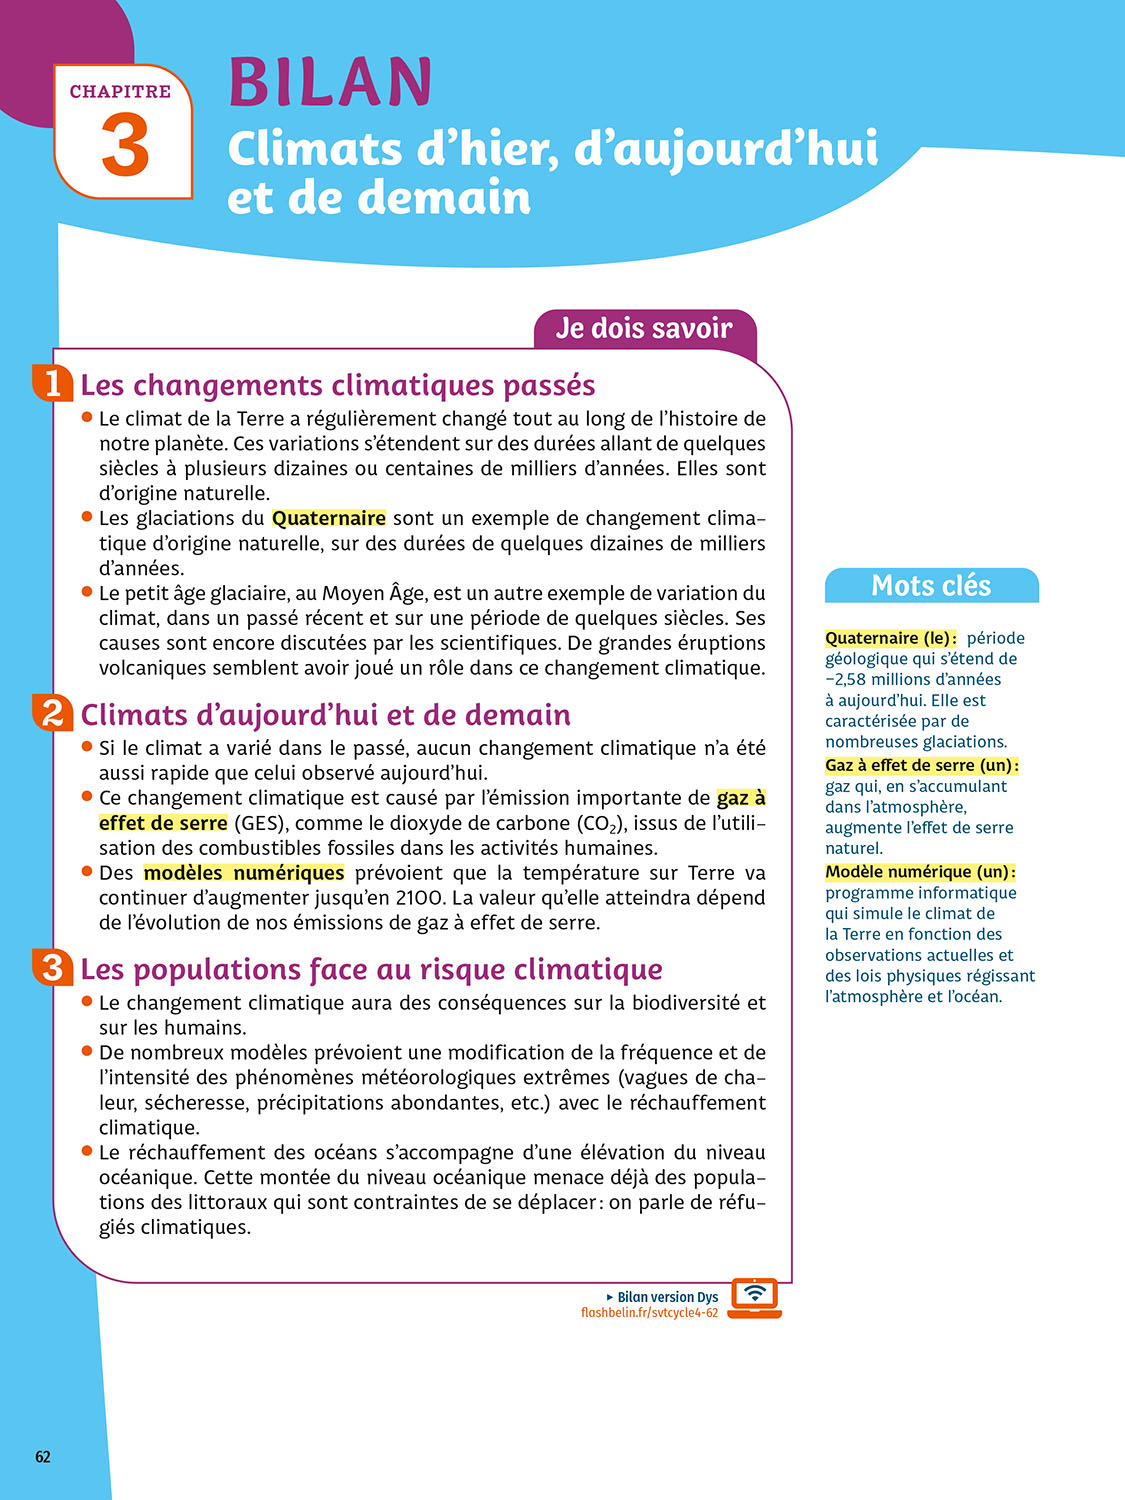 CHAPITRE
3
BILAN
Climats d’hier, d’aujourd’hui
et de demain
Je dois savoir
1 Les changements climatiques passés
• Le climat de la Terre a régulièrement changé tout au long de l’histoire de
notre planète. Ces variations s’étendent sur des durées allant de quelques
siècles à plusieurs dizaines ou centaines de milliers d’années. Elles sont
d’origine naturelle.
• Les glaciations du Quaternaire sont un exemple de changement clima-
tique d’origine naturelle, sur des durées de quelques dizaines de milliers
d’années.
• Le petit âge glaciaire, au Moyen Âge, est un autre exemple de variation du
climat, dans un passé récent et sur une période de quelques siècles. Ses
causes sont encore discutées par les scientifiques. De grandes éruptions
volcaniques semblent avoir joué un rôle dans ce changement climatique.
2 Climats d’aujourd’hui et de demain
• Si le climat a varié dans le passé, aucun changement climatique n’a été
aussi rapide que celui observé aujourd’hui.
• Ce changement climatique est causé par l’émission importante de gaz à
effet de serre (GES), comme le dioxyde de carbone (CO₂), issus de l’utili-
sation des combustibles fossiles dans les activités humaines.
• Des modèles numériques prévoient que la température sur Terre va
continuer d’augmenter jusqu’en 2100. La valeur qu’elle atteindra dépend
de l’évolution de nos émissions de gaz à effet de serre.
3 Les populations face au risque climatique
• Le changement climatique aura des conséquences sur la biodiversité et
sur les humains.
• De nombreux modèles prévoient une modification de la fréquence et de
l’intensité des phénomènes météorologiques extrêmes (vagues de cha-
leur, sécheresse, précipitations abondantes, etc.) avec le réchauffement
climatique.
• Le réchauffement des océans s’accompagne d’une élévation du niveau
océanique. Cette montée du niveau océanique menace déjà des popula-
tions des littoraux qui sont contraintes de se déplacer : on parle de réfu-
giés climatiques.
▸ Bilan version Dys
flashbelin.fr/svtcycle4-62
Mots clés
Quaternaire (le) : période
géologique qui s’étend de
–2,58 millions d’années
à aujourd’hui. Elle est
caractérisée par de
nombreuses glaciations.
Gaz à effet de serre (un) :
gaz qui, en s’accumulant
dans l’atmosphère,
augmente l’effet de serre
naturel.
Modèle numérique (un) :
programme informatique
qui simule le climat de
la Terre en fonction des
observations actuelles et
des lois physiques régissant
l’atmosphère et l’océan.
62